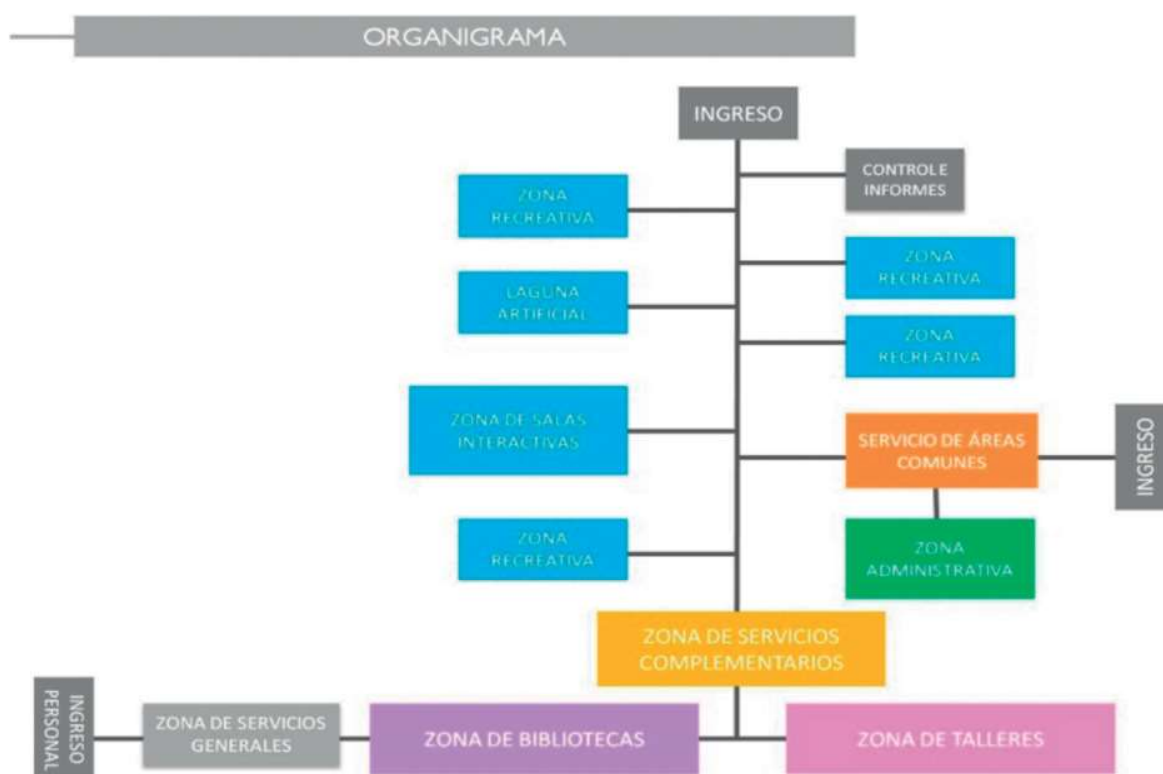 ORGANIGRAMA
INGRESO
CONTROL E
INFORMES
ZONA
RECREATIVA
ZONA
RECREATIVA
LAGUNA
ARTIFICIAL
ZONA
RECREATIVA
ZONA DE SALAS
INTERACTIVAS
SERVICIO DE ÁREAS
COMUNES
INGRESO
ZONA
RECREATIVA
ZONA
ADMINISTRATIVA
ZONA DE SERVICIOS
COMPLEMENTARIOS
INGRESO
PERSONAL
ZONA DE SERVICIOS
GENERALES
ZONA DE BIBLIOTECAS
ZONA DE TALLERES